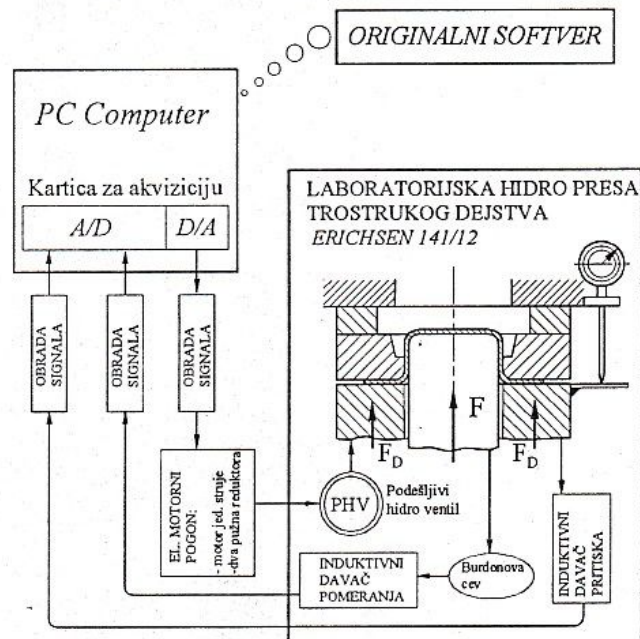 ORIGINALNI SOFTVER
PC Computer
Kartica za akviziciju
A/D
D/A
LABORATORIJSKA HIDRO PRESA
TROSTRUKOG DEJSTVA
ERICHSEN 141/12
OBRADA
SIGNALA
OBRADA
SIGNALA
OBRADA
SIGNALA
F
F_D
F_D
EL. MOTORNI
POGON:
- motor jed. struje
-dva pužna reduktora
PHV
Podešljivi
hidro ventil
INDUKTIVNI
DAVAČ
POMERANJA
Burdonova
cev
INDUKTIVNI
DAVAČ
PRITISKA